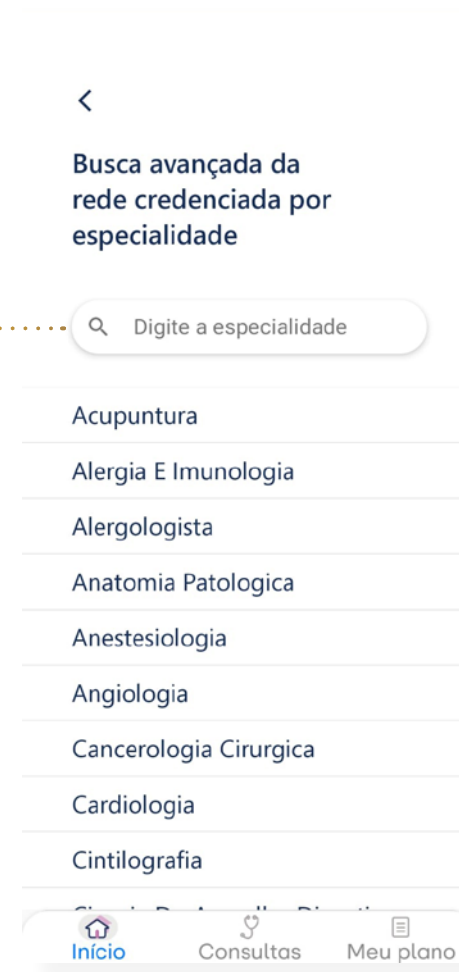 Busca avançada da
rede credenciada por
especialidade
Digite a especialidade
Acupuntura
Alergia E Imunologia
Alergologista
Anatomia Patologica
Anestesiologia
Angiologia
Cancerologia Cirurgica
Cardiologia
Cintilografia
Início Consultas Meu plano